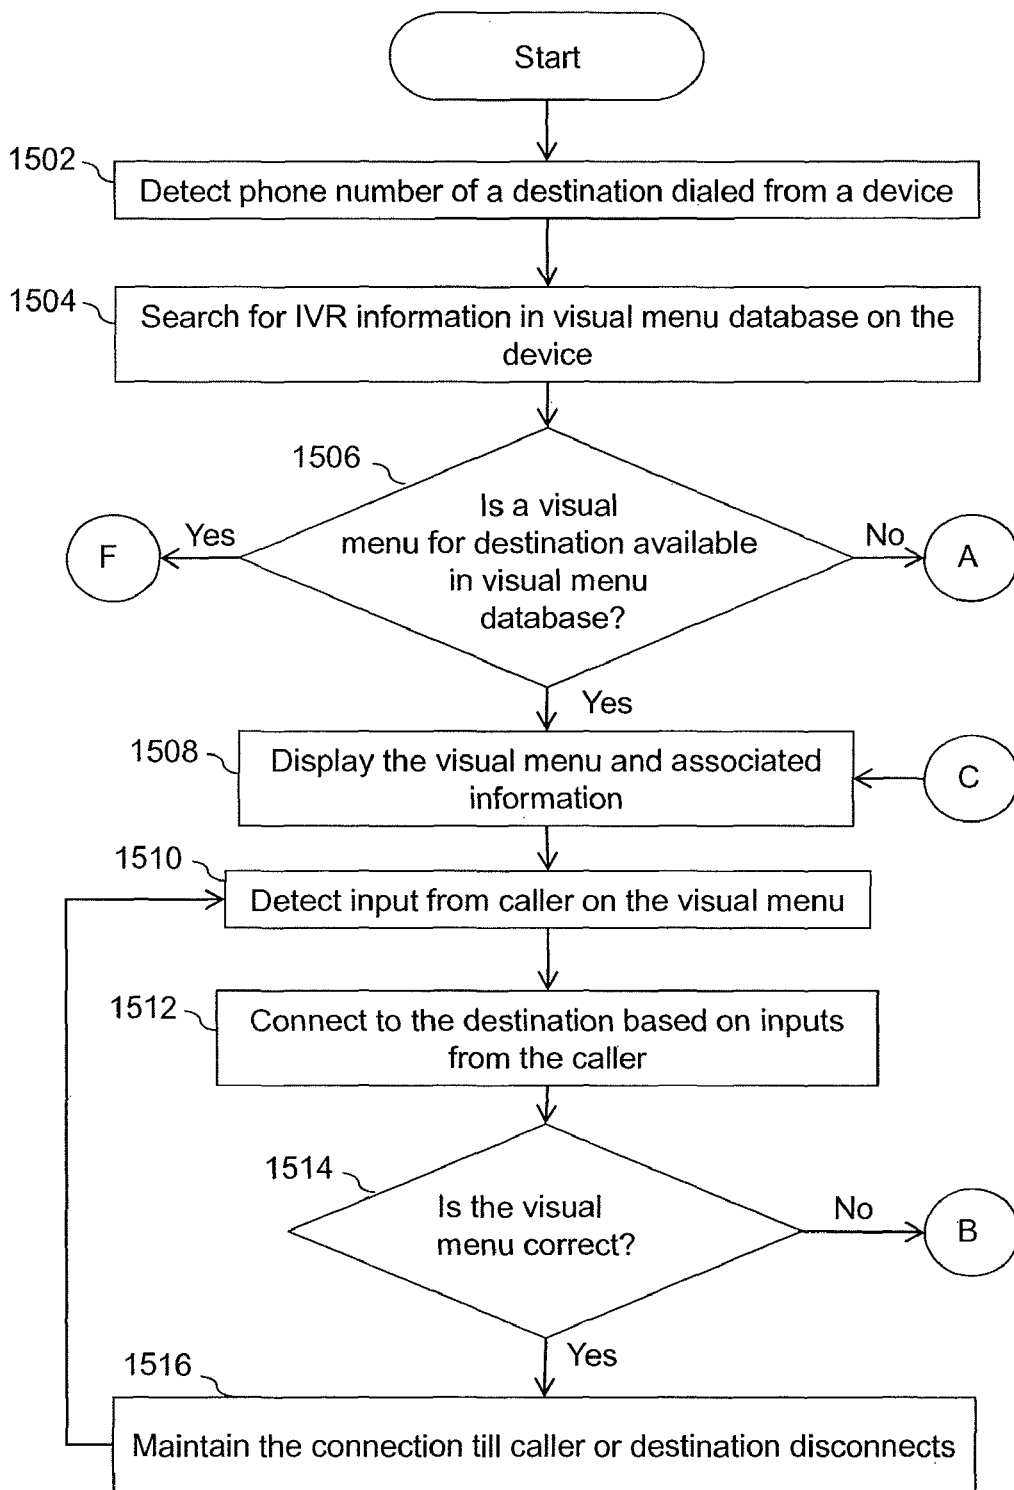 Start
1502
Detect phone number of a destination dialed from a device
1504
Search for IVR information in visual menu database on the
device
1506
Is a visual
menu for destination available
in visual menu
database?
Yes
F
No
A
Yes
1508
Display the visual menu and associated
information
C
1510
Detect input from caller on the visual menu
1512
Connect to the destination based on inputs
from the caller
1514
Is the visual
menu correct?
No
B
Yes
1516
Maintain the connection till caller or destination disconnects